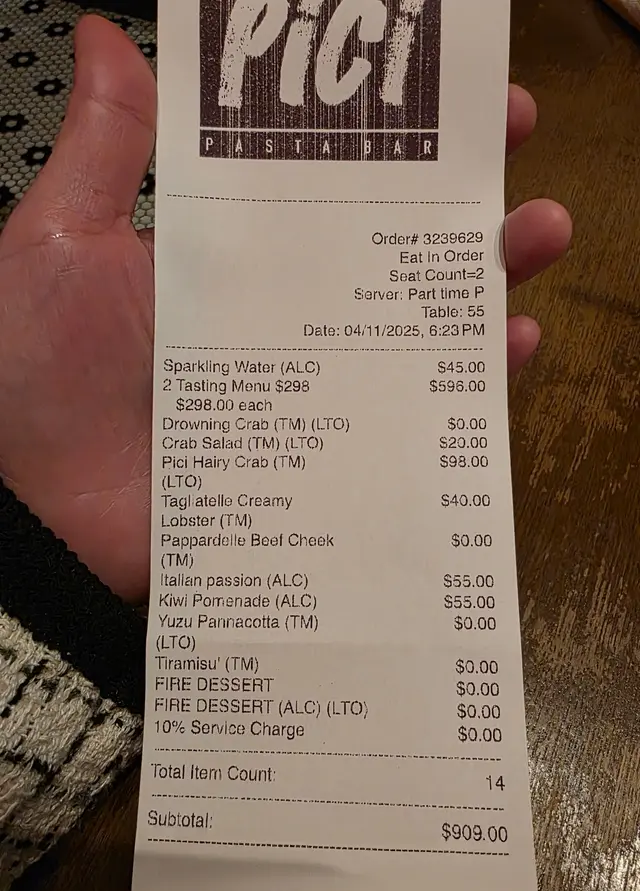 PiCi
PASTA BAR
Order# 3239629
Eat In Order
Seat Count=2
Server: Part time P
Table: 55
Date: 04/11/2025, 6:23 PM
Sparkling Water (ALC) $45.00
2 Tasting Menu $298 $596.00
$298.00 each
Drowning Crab (TM) (LTO) $0.00
Crab Salad (TM) (LTO) $20.00
Pici Hairy Crab (TM) $98.00
(LTO)
Tagliatelle Creamy $40.00
Lobster (TM)
Pappardelle Beef Cheek $0.00
(TM)
Italian passion (ALC) $55.00
Kiwi Pomenade (ALC) $55.00
Yuzu Pannacotta (TM) $0.00
(LTO)
Tiramisu' (TM) $0.00
FIRE DESSERT $0.00
FIRE DESSERT (ALC) (LTO) $0.00
10% Service Charge $0.00
Total Item Count: 14
Subtotal: $909.00